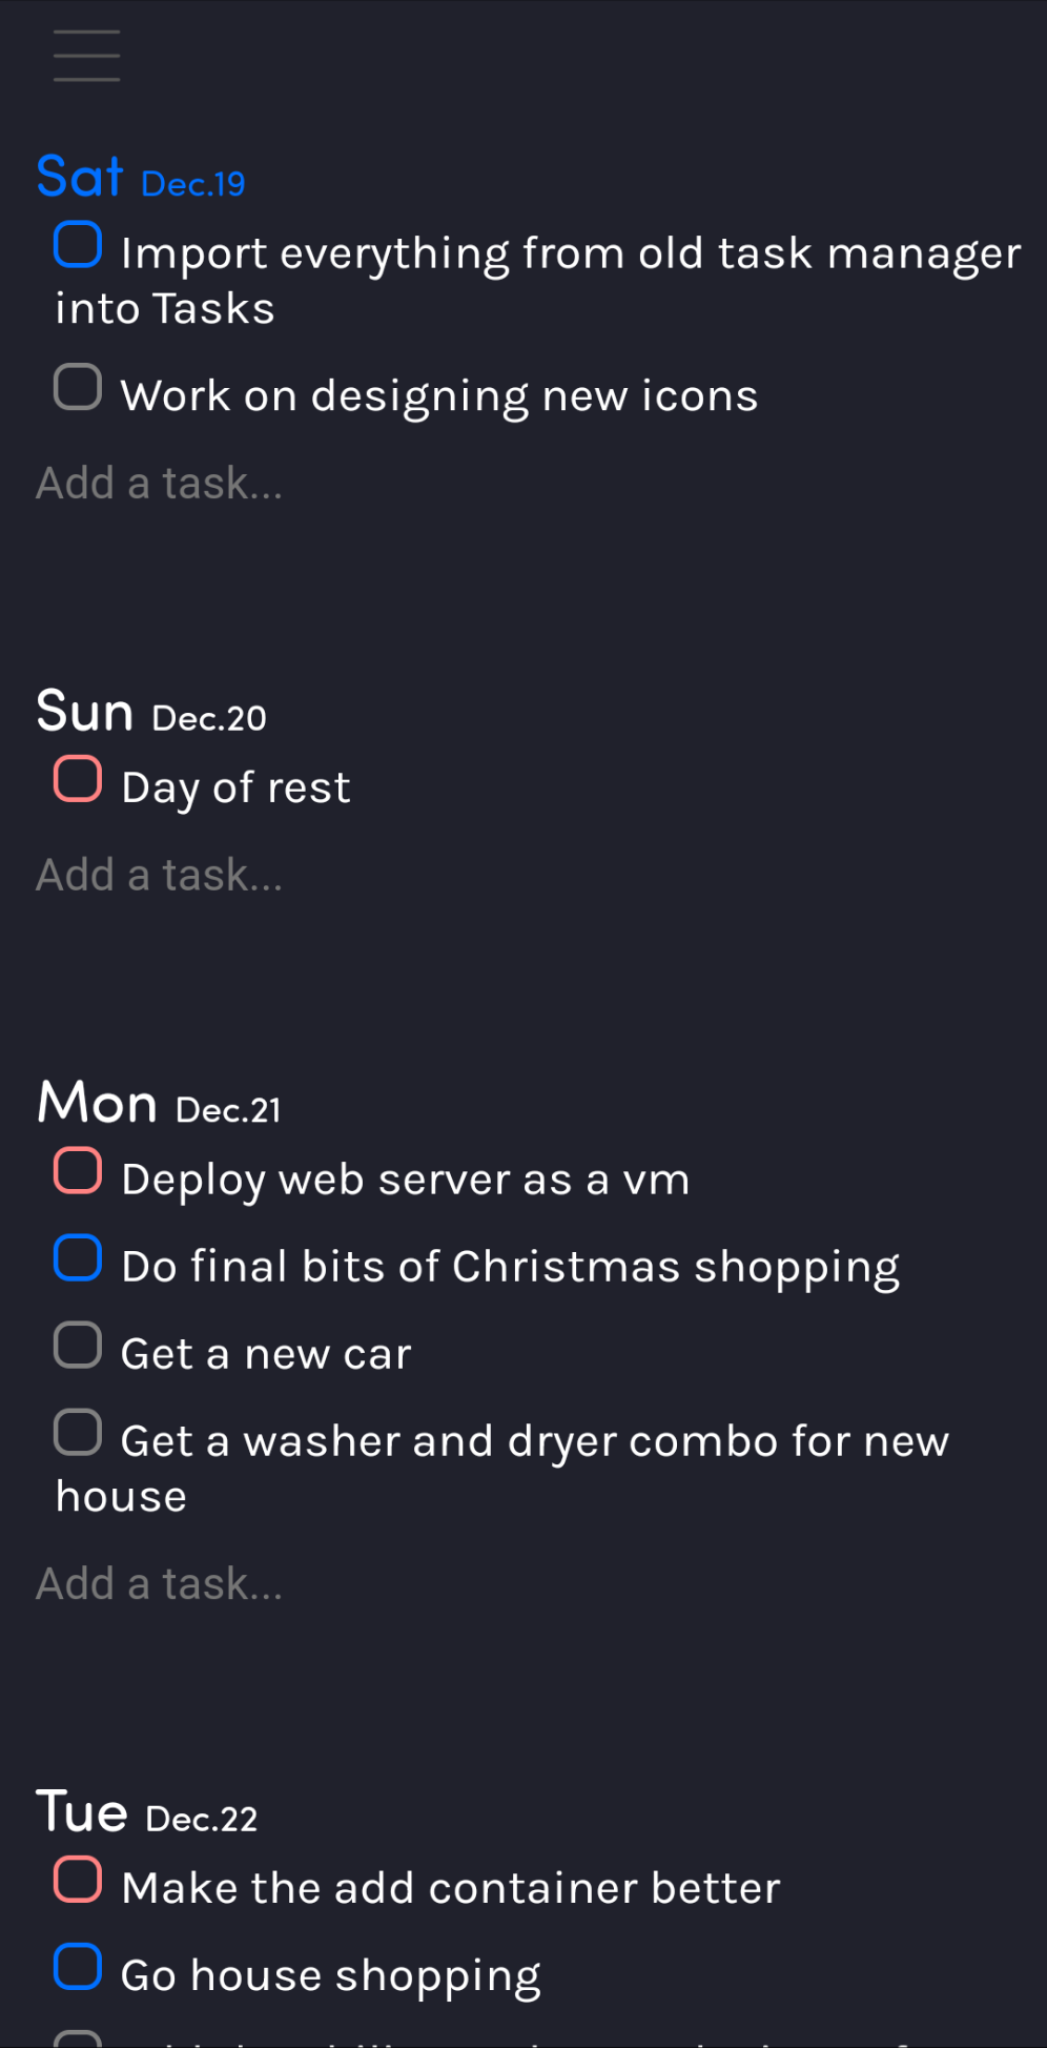 Sat Dec.19
Import everything from old task manager
into Tasks
Work on designing new icons
Add a task...
Sun Dec.20
Day of rest
Add a task...
Mon Dec.21
Deploy web server as a vm
Do final bits of Christmas shopping
Get a new car
Get a washer and dryer combo for new
house
Add a task...
Tue Dec.22
Make the add container better
Go house shopping